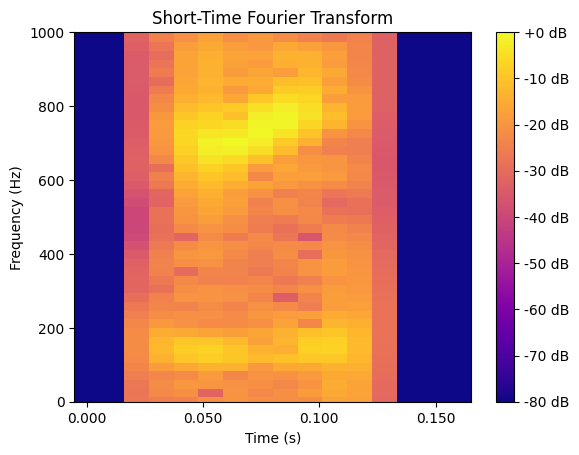 Short-Time Fourier Transform
1000
800
600
400
200
0
Frequency (Hz)
0.000
0.050
0.100
0.150
Time (s)
+0 dB
-10 dB
-20 dB
-30 dB
-40 dB
-50 dB
-60 dB
-70 dB
-80 dB